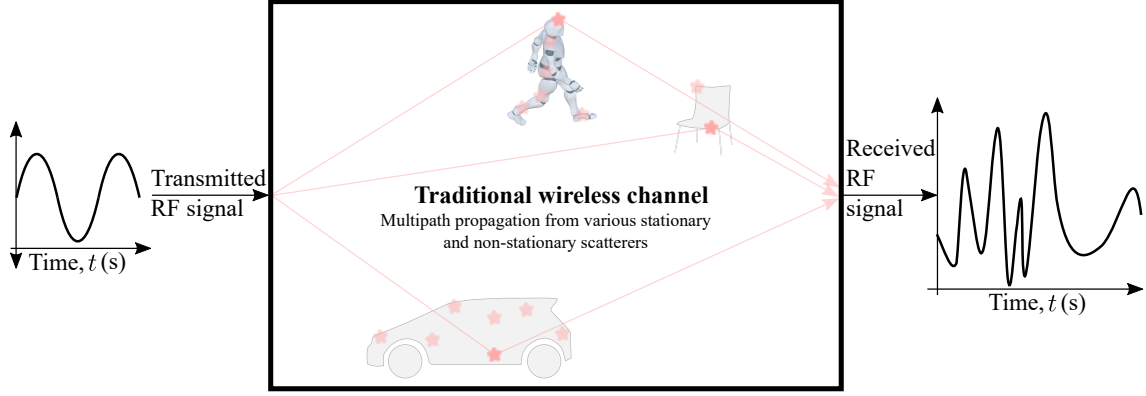 Time, t (s)
Transmitted
RF signal
Traditional wireless channel
Multipath propagation from various stationary
and non-stationary scatterers
Received
RF
signal
Time, t (s)